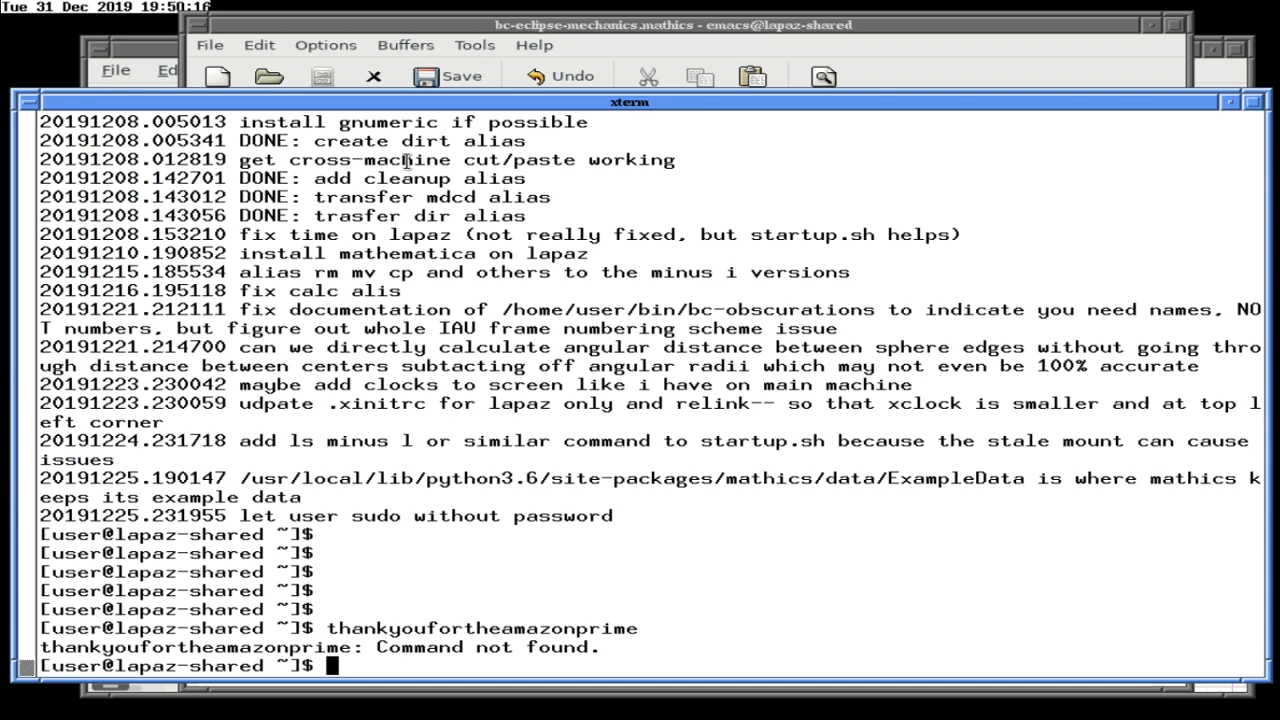 Tue 31 Dec 2019 19:50:16
bc-eclipse-mechanics.mathics - emacs@lapaz-shared
File Edit Options Buffers Tools Help
File Ed
Save Undo
xterm
20191208.005013 install gnumeric if possible
20191208.005341 DONE: create dirt alias
20191208.012819 get cross-machine cut/paste working
20191208.142701 DONE: add cleanup alias
20191208.143012 DONE: transfer mdcd alias
20191208.143056 DONE: trasfer dir alias
20191208.153210 fix time on lapaz (not really fixed, but startup.sh helps)
20191210.190852 install mathematica on lapaz
20191215.185534 alias rm mv cp and others to the minus i versions
20191216.195118 fix calc alis
20191221.212111 fix documentation of /home/user/bin/bc-obscurations to indicate you need names, NO
T numbers, but figure out whole IAU frame numbering scheme issue
20191221.214700 can we directly calculate angular distance between sphere edges without going thro
ugh distance between centers subtacting off angular radii which may not even be 100% accurate
20191223.230042 maybe add clocks to screen like i have on main machine
20191223.230059 udpate .xinitrc for lapaz only and relink-- so that xclock is smaller and at top l
eft corner
20191224.231718 add ls minus l or similar command to startup.sh because the stale mount can cause
issues
20191225.190147 /usr/local/lib/python3.6/site-packages/mathics/data/ExampleData is where mathics k
eeps its example data
20191225.231955 let user sudo without password
[user@lapaz-shared ~]$
[user@lapaz-shared ~]$
[user@lapaz-shared ~]$
[user@lapaz-shared ~]$
[user@lapaz-shared ~]$
[user@lapaz-shared ~]$ thankyoufortheamazonprime
thankyoufortheamazonprime: Command not found.
[user@lapaz-shared ~]$